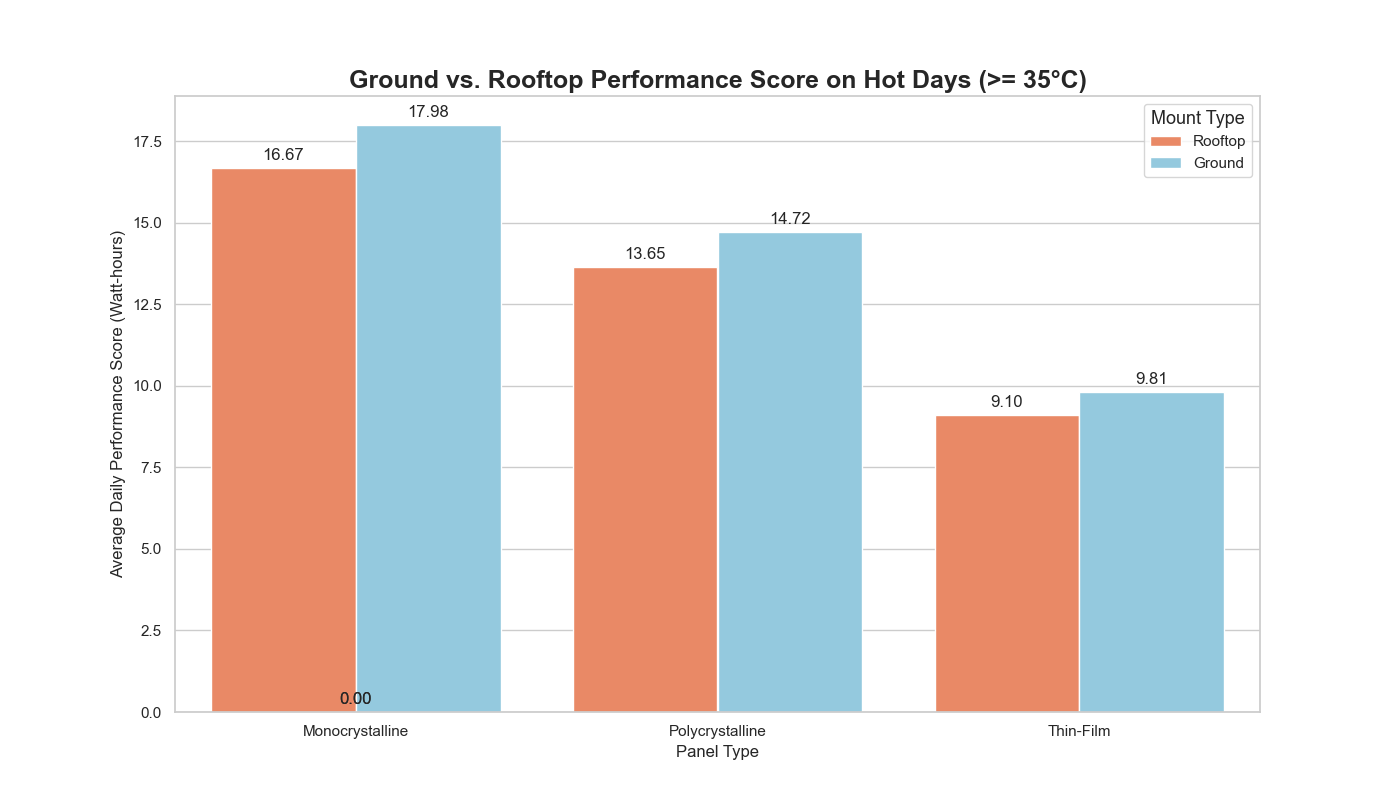 Ground vs. Rooftop Performance Score on Hot Days (>= 35°C)
Mount Type
Rooftop
Ground
Average Daily Performance Score (Watt-hours)
17.5
15.0
12.5
10.0
7.5
5.0
2.5
0.0
16.67
17.98
13.65
14.72
9.10
9.81
0.00
Monocrystalline
Polycrystalline
Thin-Film
Panel Type